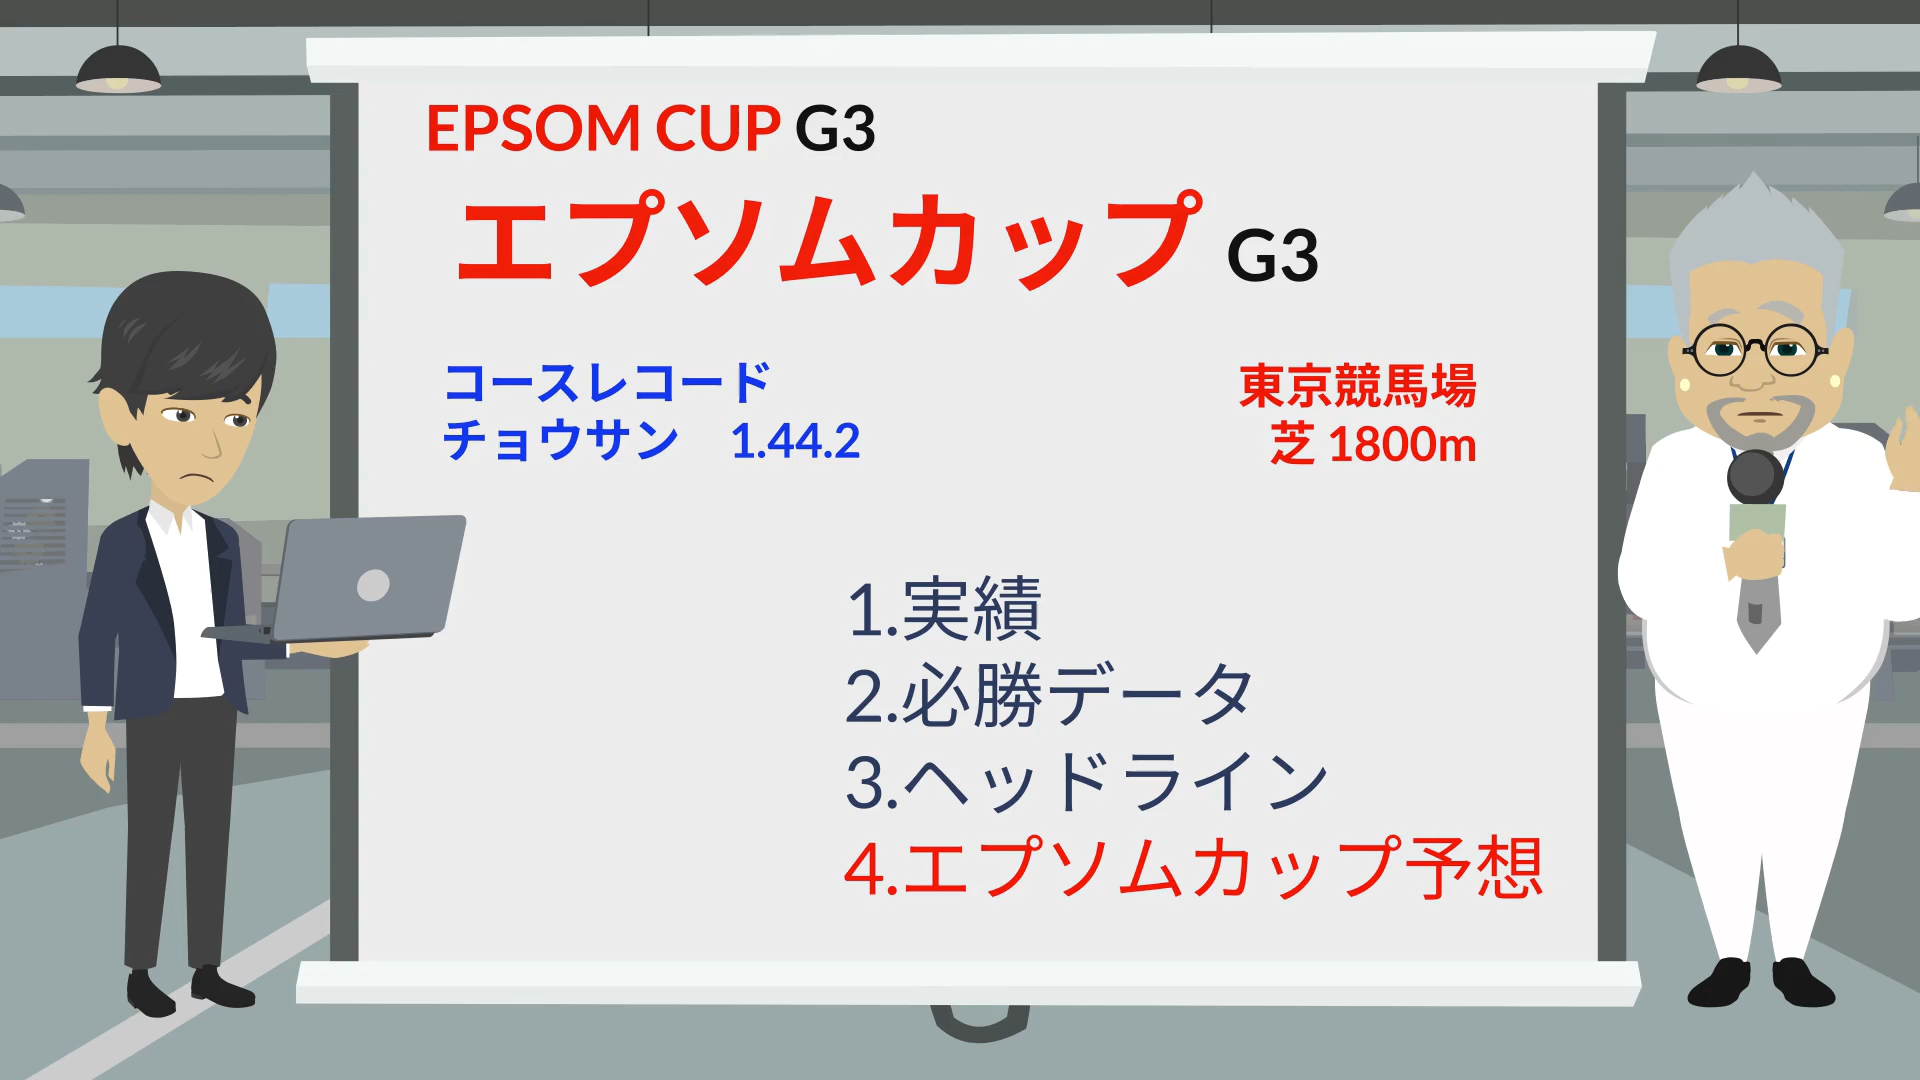 EPSOM CUP G3
エプソムカップ G3
コースレコード
チョウサン 1.44.2
東京競馬場
芝 1800m
1.実績
2.必勝データ
3.ヘッドライン
4.エプソムカップ予想